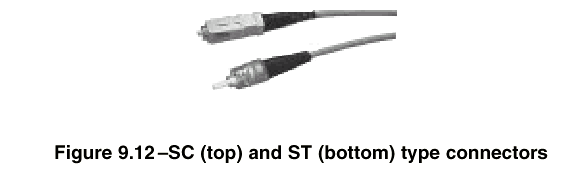 Figure 9.12–SC (top) and ST (bottom) type connectors